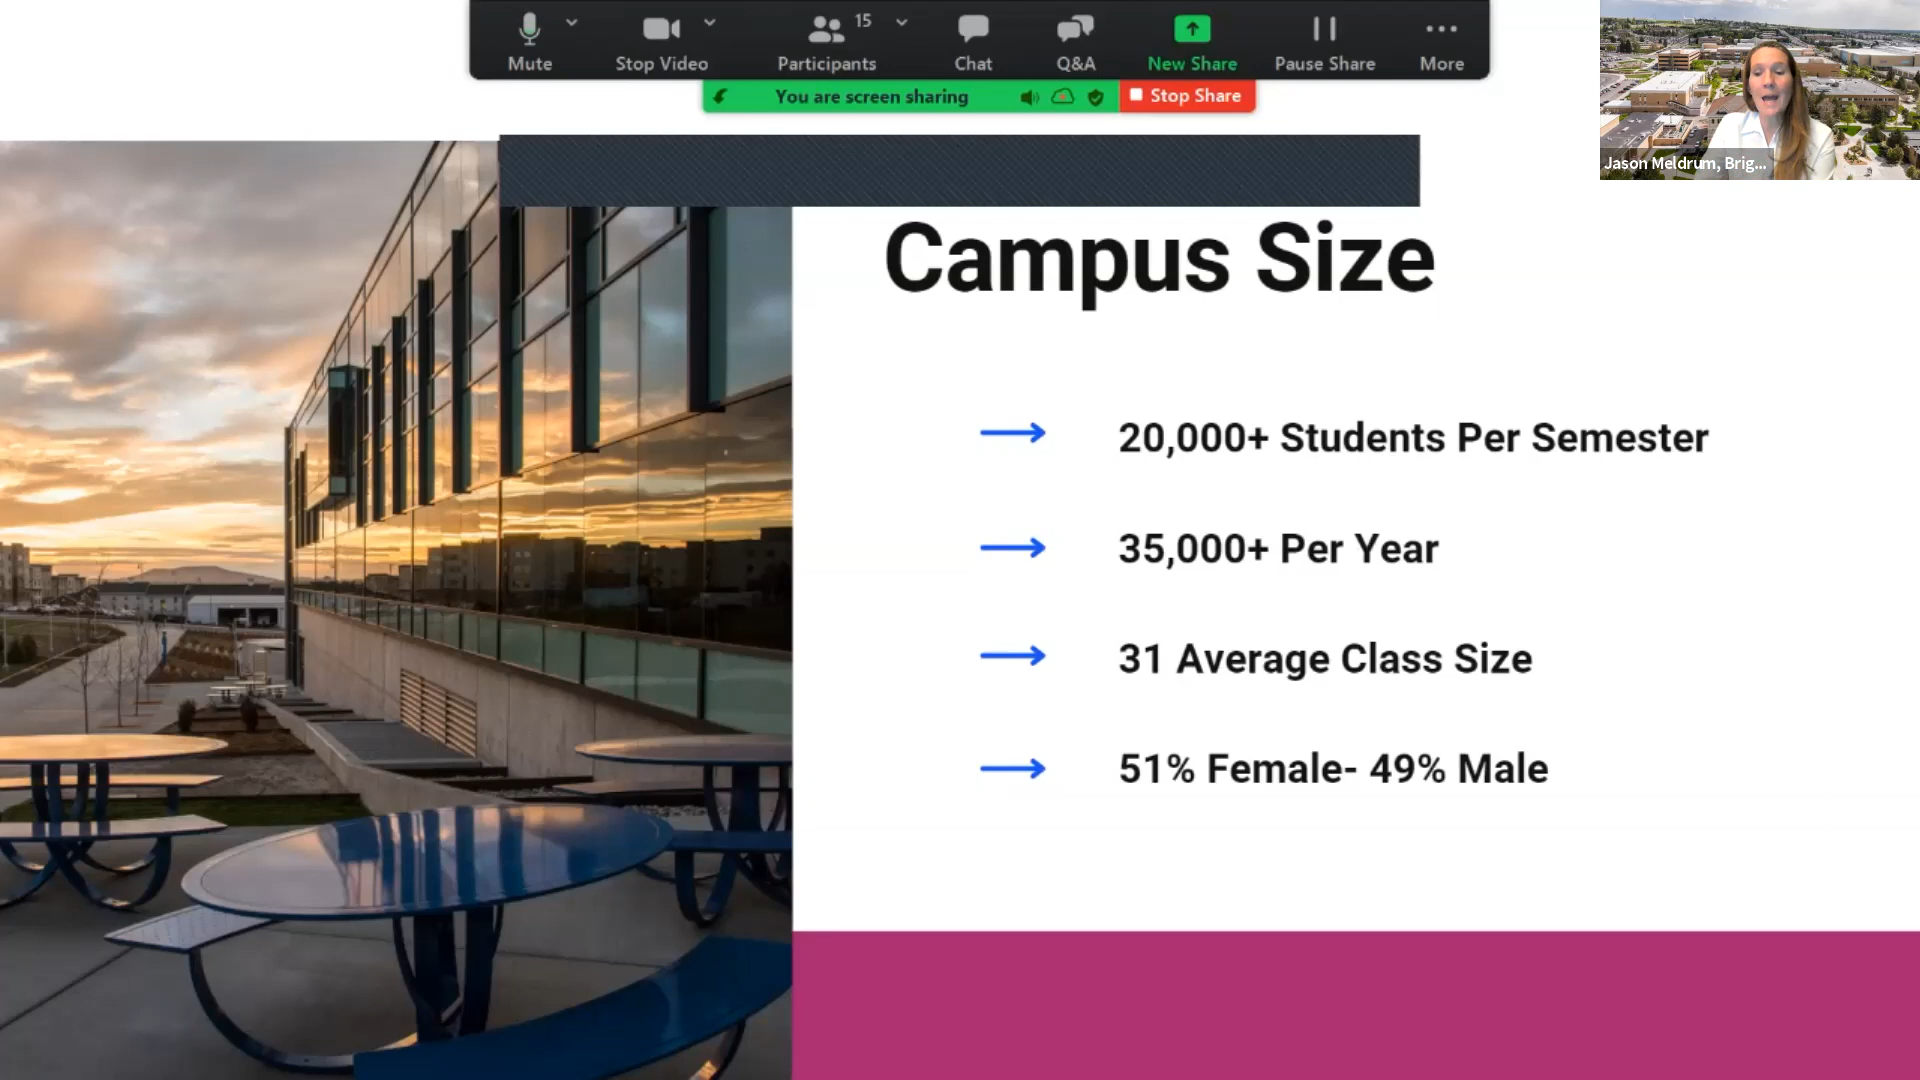 Mute
Stop Video
15
Participants
Chat
Q&A
New Share
Pause Share
More
You are screen sharing
Stop Share
Jason Meldrum, Brig...
Campus Size
20,000+ Students Per Semester
35,000+ Per Year
31 Average Class Size
51% Female- 49% Male